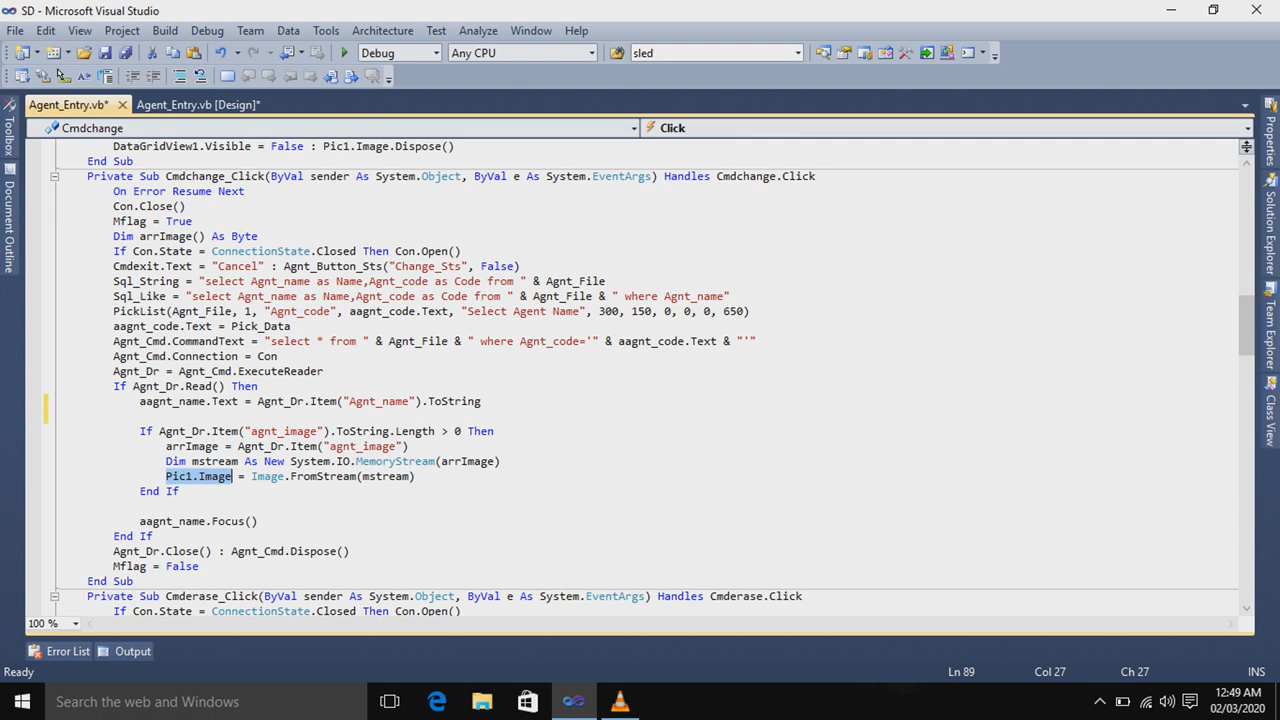 SD - Microsoft Visual Studio
File Edit View Project Build Debug Team Data Tools Architecture Test Analyze Window Help
Debug Any CPU sled
Agent_Entry.vb* Agent_Entry.vb [Design]*
Cmdchange Click
DataGridView1.Visible = False : Pic1.Image.Dispose()
End Sub
Private Sub Cmdchange_Click(ByVal sender As System.Object, ByVal e As System.EventArgs) Handles Cmdchange.Click
On Error Resume Next
Con.Close()
Mflag = True
Dim arrImage() As Byte
If Con.State = ConnectionState.Closed Then Con.Open()
Cmdexit.Text = "Cancel" : Agnt_Button_Sts("Change_Sts", False)
Sql_String = "select Agnt_name as Name,Agnt_code as Code from " & Agnt_File
Sql_Like = "select Agnt_name as Name,Agnt_code as Code from " & Agnt_File & " where Agnt_name"
PickList(Agnt_File, 1, "Agnt_code", aagnt_code.Text, "Select Agent Name", 300, 150, 0, 0, 0, 650)
aagnt_code.Text = Pick_Data
Agnt_Cmd.CommandText = "select * from " & Agnt_File & " where Agnt_code='" & aagnt_code.Text & "'"
Agnt_Cmd.Connection = Con
Agnt_Dr = Agnt_Cmd.ExecuteReader
If Agnt_Dr.Read() Then
aagnt_name.Text = Agnt_Dr.Item("Agnt_name").ToString
If Agnt_Dr.Item("agnt_image").ToString.Length > 0 Then
arrImage = Agnt_Dr.Item("agnt_image")
Dim mstream As New System.IO.MemoryStream(arrImage)
Pic1.Image = Image.FromStream(mstream)
End If
aagnt_name.Focus()
End If
Agnt_Dr.Close() : Agnt_Cmd.Dispose()
Mflag = False
End Sub
Private Sub Cmderase_Click(ByVal sender As System.Object, ByVal e As System.EventArgs) Handles Cmderase.Click
If Con.State = ConnectionState.Closed Then Con.Open()
100 %
Toolbox
Document Outline
Properties
Solution Explorer
Team Explorer
Class View
Error List Output
Ready Ln 89 Col 27 Ch 27 INS
Search the web and Windows
12:49 AM
02/03/2020